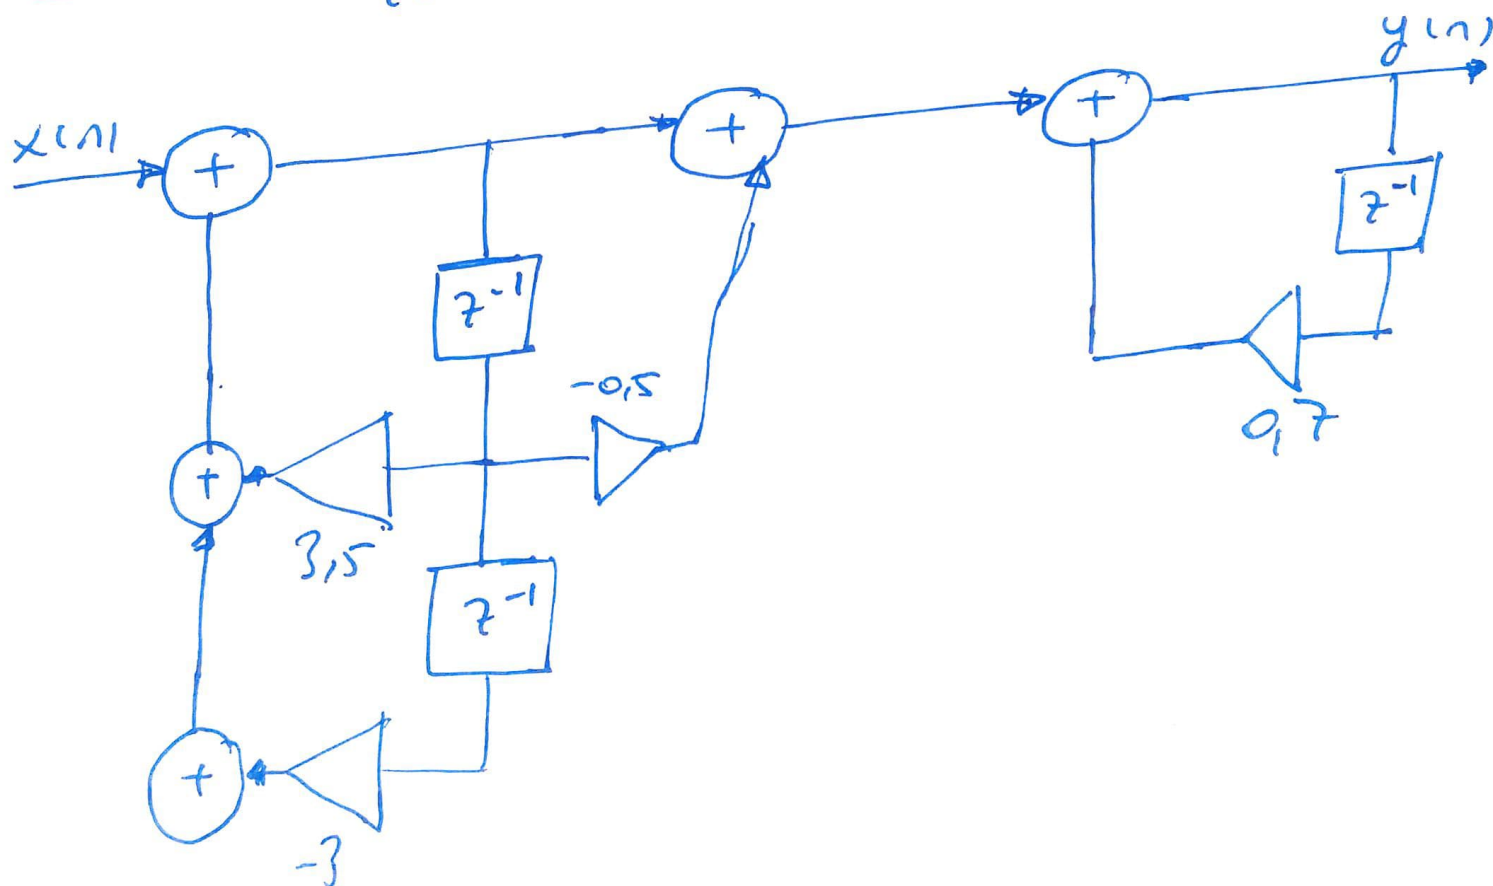 y(n)
x(n)
+
+
+
z⁻¹
z⁻¹
-0,5
0,7
+
3,5
z⁻¹
+
-3